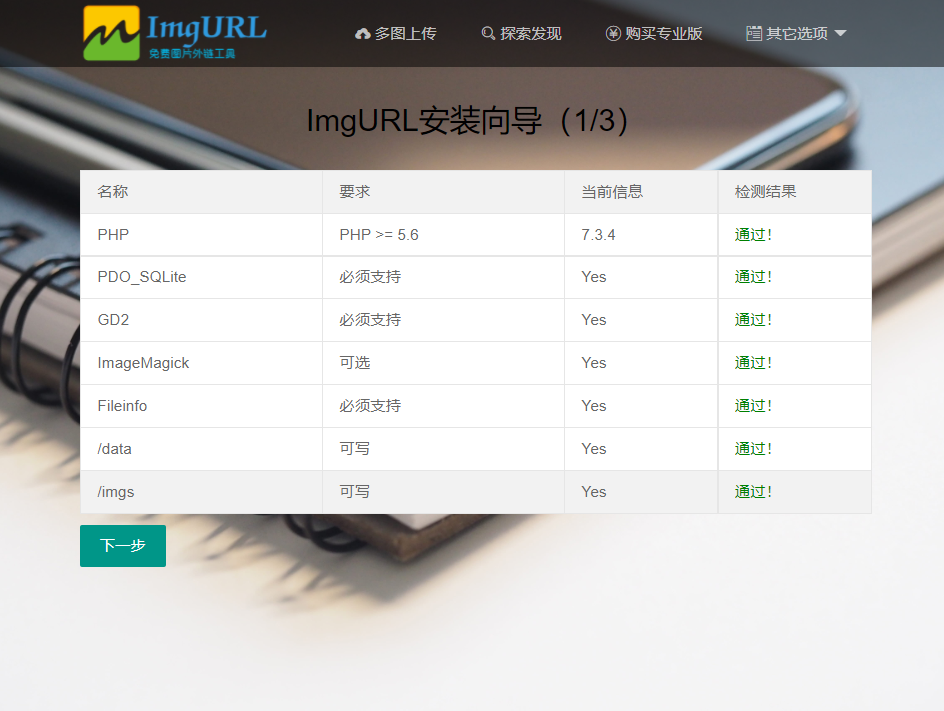 ImgURL
免费图片外链工具
多图上传 探索发现 购买专业版 其它选项
ImgURL安装向导（1/3）
名称 要求 当前信息 检测结果
PHP PHP >= 5.6 7.3.4 通过！
PDO_SQLite 必须支持 Yes 通过！
GD2 必须支持 Yes 通过！
ImageMagick 可选 Yes 通过！
Fileinfo 必须支持 Yes 通过！
/data 可写 Yes 通过！
/imgs 可写 Yes 通过！
下一步